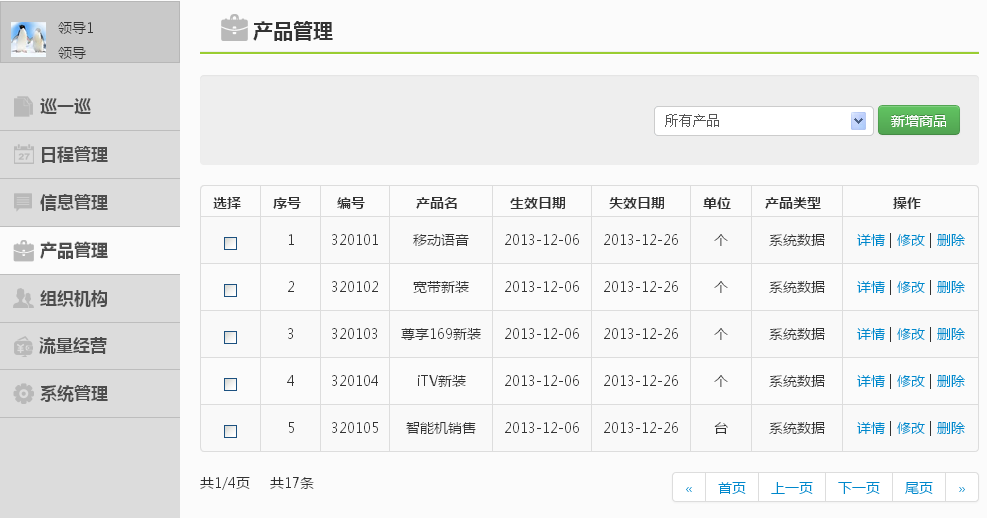 领导1
领导
巡一巡
27
日程管理
信息管理
产品管理
组织机构
流量经营
系统管理
产品管理
所有产品 新增商品
选择 序号 编号 产品名 生效日期 失效日期 单位 产品类型 操作
1 320101 移动语音 2013-12-06 2013-12-26 个 系统数据 详情 | 修改 | 删除
2 320102 宽带新装 2013-12-06 2013-12-26 个 系统数据 详情 | 修改 | 删除
3 320103 尊享169新装 2013-12-06 2013-12-26 个 系统数据 详情 | 修改 | 删除
4 320104 iTV新装 2013-12-06 2013-12-26 个 系统数据 详情 | 修改 | 删除
5 320105 智能机销售 2013-12-06 2013-12-26 台 系统数据 详情 | 修改 | 删除
共1/4页 共17条 « 首页 上一页 下一页 尾页 »